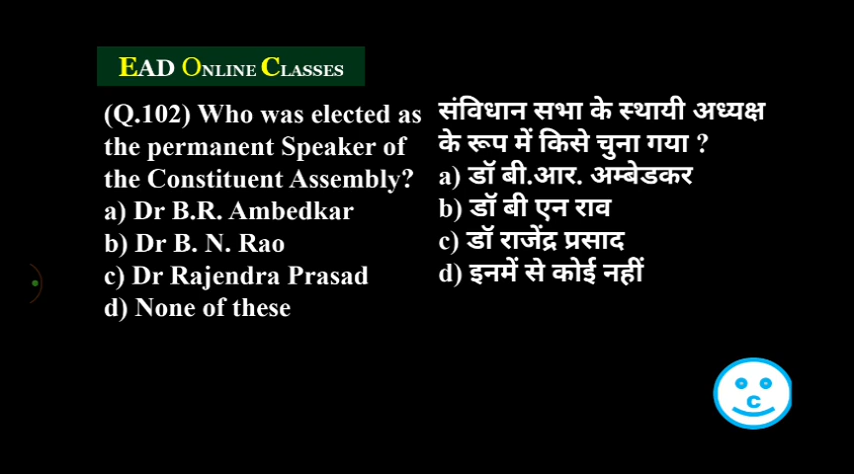 EAD ONLINE CLASSES
(Q.102) Who was elected as
the permanent Speaker of
the Constituent Assembly?
a) Dr B.R. Ambedkar
b) Dr B. N. Rao
c) Dr Rajendra Prasad
d) None of these
संविधान सभा के स्थायी अध्यक्ष
के रूप में किसे चुना गया ?
a) डॉ बी.आर. अम्बेडकर
b) डॉ बी एन राव
c) डॉ राजेंद्र प्रसाद
d) इनमें से कोई नहीं
c